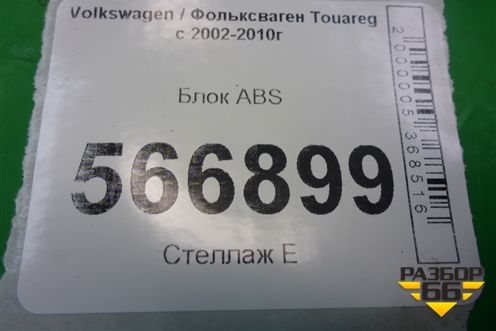 Volkswagen / Фольксваген Touareg
с 2002-2010г
Блок ABS
566899
Стеллаж Е
2000005368516
РАЗБОР
66